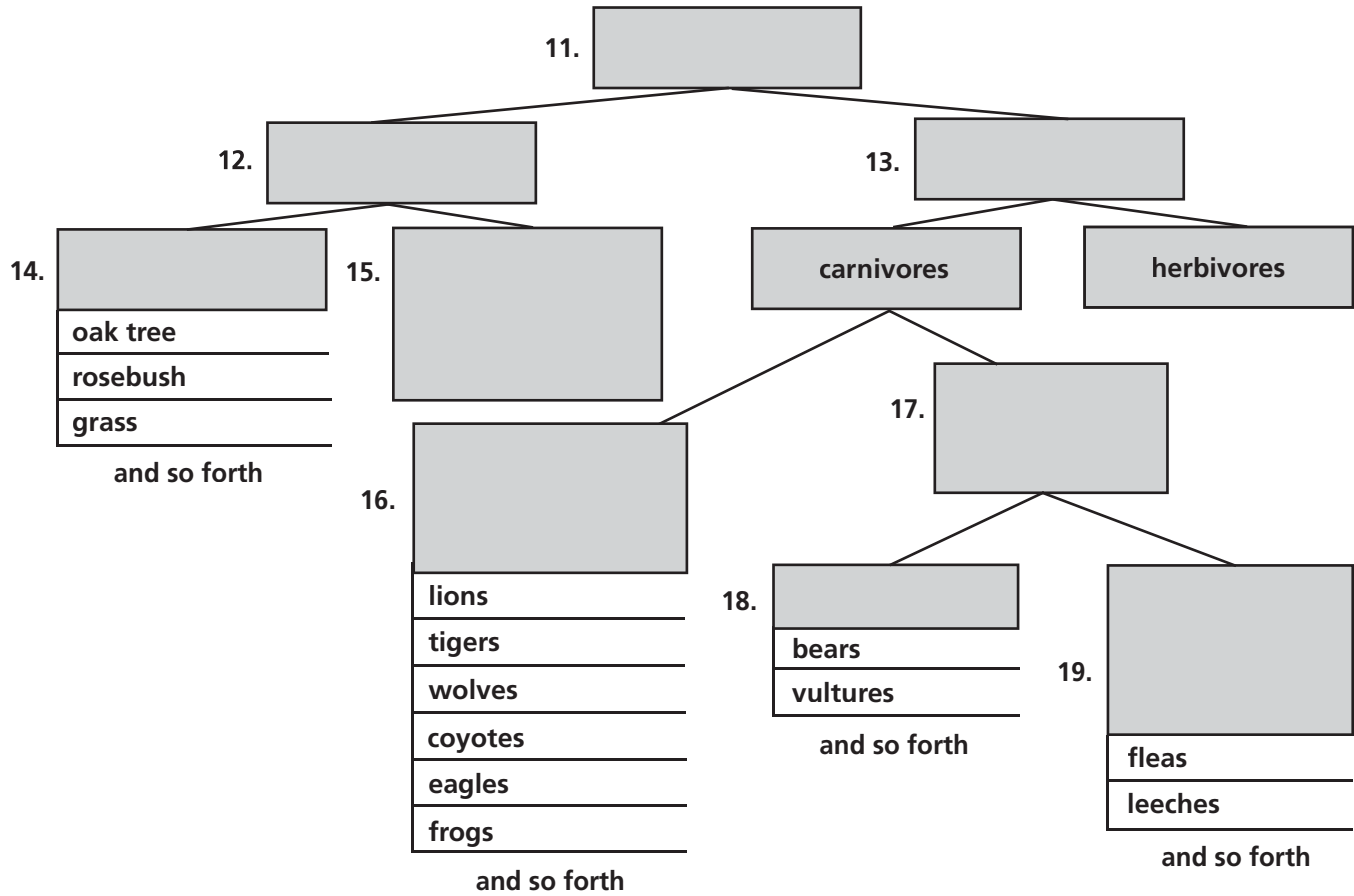 11.
12.
13.
14.
15.
carnivores
herbivores
oak tree
rosebush
grass
and so forth
16.
17.
lions
tigers
wolves
coyotes
eagles
frogs
and so forth
18.
bears
vultures
and so forth
19.
fleas
leeches
and so forth